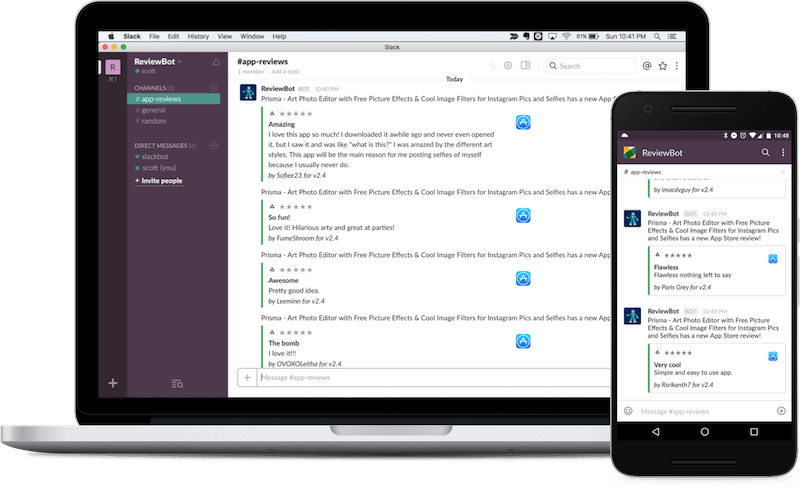 Slack File Edit History View Window Help 81% Sun 10:41 PM
Slack
R
⌘1
ReviewBot
scott
CHANNELS (3)
# app-reviews
# general
# random
DIRECT MESSAGES (2)
slackbot
scott (you)
+ Invite people
#app-reviews
1 member | Add a topic
Search
Today
ReviewBot BOT 10:40 PM
Prisma - Art Photo Editor with Free Picture Effects & Cool Image Filters for Instagram Pics and Selfies has a new App
★★★★★
Amazing
I love this app so much! I downloaded it awhile ago and never even opened
it, but I saw it and was like "what is this?" I was amazed by the different art
styles. This app will be the main reason for me posting selfies of myself
because I usually never do.
by Sofiee23 for v2.4
Prisma - Art Photo Editor with Free Picture Effects & Cool Image Filters for Instagram Pics and Selfies has a new App
★★★★★
So fun!
Love it! Hilarious arty and great at parties!
by FumeShroom for v2.4
Prisma - Art Photo Editor with Free Picture Effects & Cool Image Filters for Instagram Pics and Selfies has a new App
★★★★★
Awesome
Pretty good idea.
by Leeminn for v2.4
Prisma - Art Photo Editor with Free Picture Effects & Cool Image Filters for Instagram Pics and Selfies has a new App
★★★★★
The bomb
I love it!!!
by OVOXOLeitha for v2.4
+ Message #app-reviews
10:48
ReviewBot
# app-reviews
by imacdvguy for v2.4
ReviewBot BOT 10:40 PM
Prisma - Art Photo Editor with Free Picture
Effects & Cool Image Filters for Instagram Pics
and Selfies has a new App Store review!
★★★★★
Flawless
Flawless nothing left to say
by Paris Grey for v2.4
ReviewBot BOT 10:40 PM
Prisma - Art Photo Editor with Free Picture
Effects & Cool Image Filters for Instagram Pics
and Selfies has a new App Store review!
★★★★★
Very cool
Simple and easy to use app.
by Rsrikanth7 for v2.4
Message #app-reviews